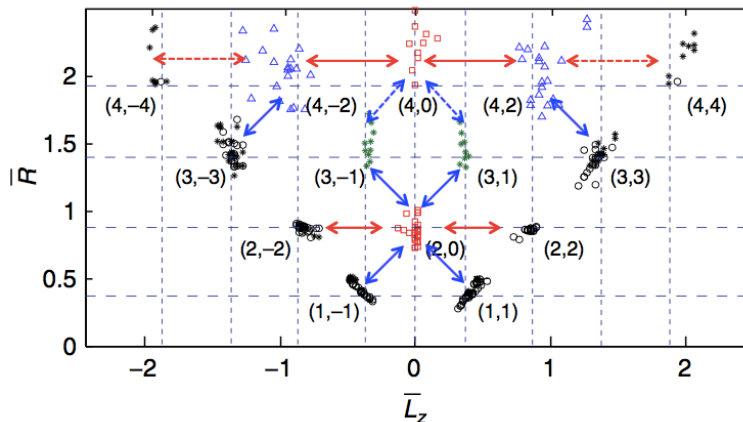 2
(4,−4) (4,−2) (4,0) (4,2) (4,4)
1.5
R̅
(3,−3) (3,−1) (3,1) (3,3)
1
(2,−2) (2,0) (2,2)
0.5
(1,−1) (1,1)
0
−2 −1 0 1 2
L̅z